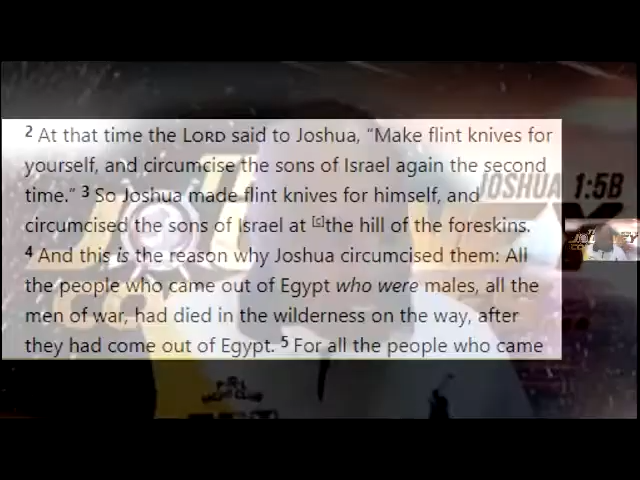 2 At that time the LORD said to Joshua, “Make flint knives for
yourself, and circumcise the sons of Israel again the second
time.” 3 So Joshua made flint knives for himself, and
circumcised the sons of Israel at [c]the hill of the foreskins.
4 And this is the reason why Joshua circumcised them: All
the people who came out of Egypt who were males, all the
men of war, had died in the wilderness on the way, after
they had come out of Egypt. 5 For all the people who came
JOSHUA 1:5B